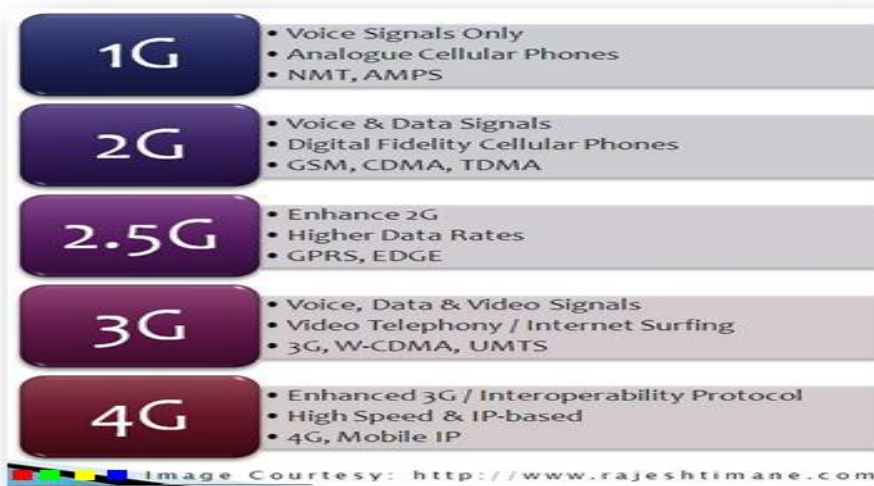 1G
• Voice Signals Only
• Analogue Cellular Phones
• NMT, AMPS
2G
• Voice & Data Signals
• Digital Fidelity Cellular Phones
• GSM, CDMA, TDMA
2.5G
• Enhance 2G
• Higher Data Rates
• GPRS, EDGE
3G
• Voice, Data & Video Signals
• Video Telephony / Internet Surfing
• 3G, W-CDMA, UMTS
4G
• Enhanced 3G / Interoperability Protocol
• High Speed & IP-based
• 4G, Mobile IP
Image Courtesy: http://www.rajeshtimane.com